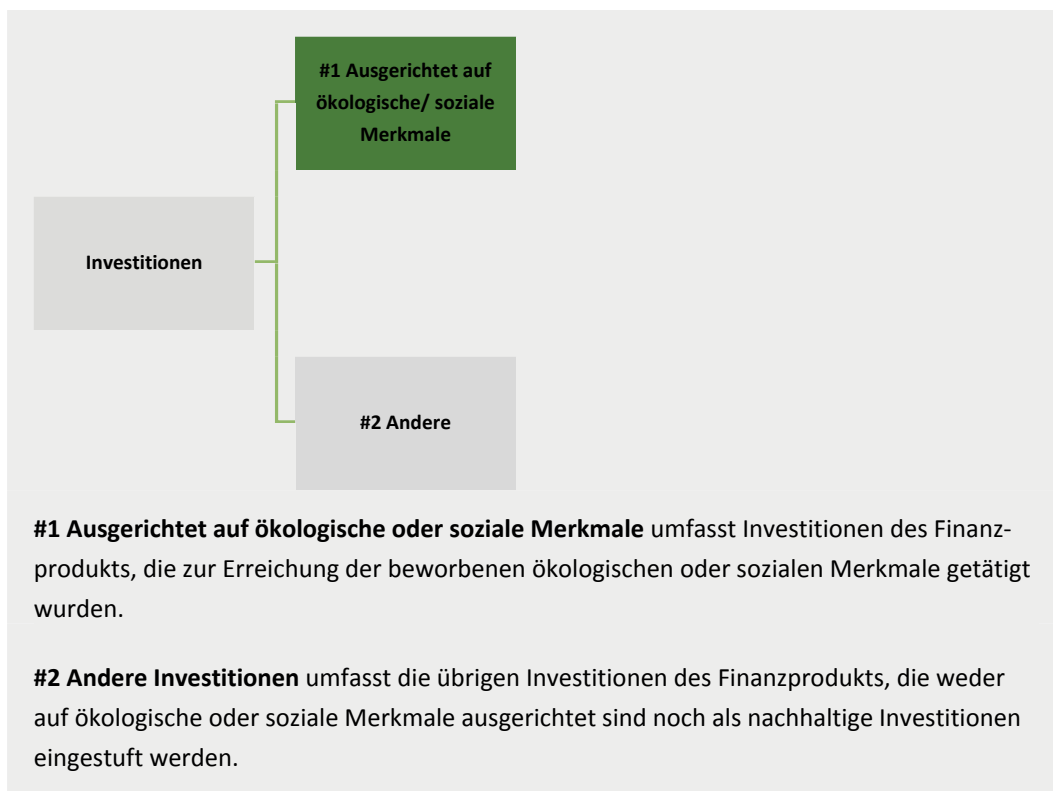 #1 Ausgerichtet auf
ökologische/ soziale
Merkmale
Investitionen
#2 Andere
#1 Ausgerichtet auf ökologische oder soziale Merkmale umfasst Investitionen des Finanz-
produkts, die zur Erreichung der beworbenen ökologischen oder sozialen Merkmale getätigt
wurden.
#2 Andere Investitionen umfasst die übrigen Investitionen des Finanzprodukts, die weder
auf ökologische oder soziale Merkmale ausgerichtet sind noch als nachhaltige Investitionen
eingestuft werden.